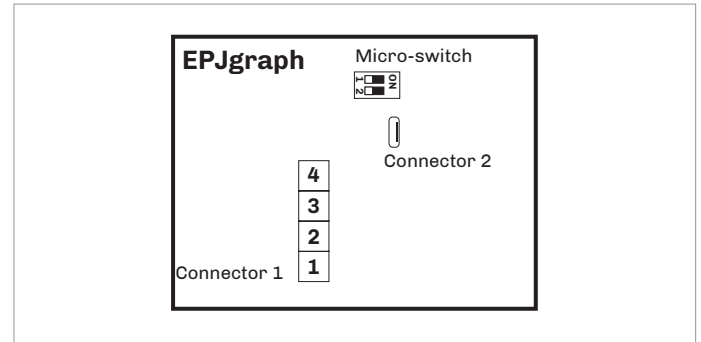 EPJgraph
Micro-switch
1 2 ON
Connector 2
4
3
2
Connector 1 1